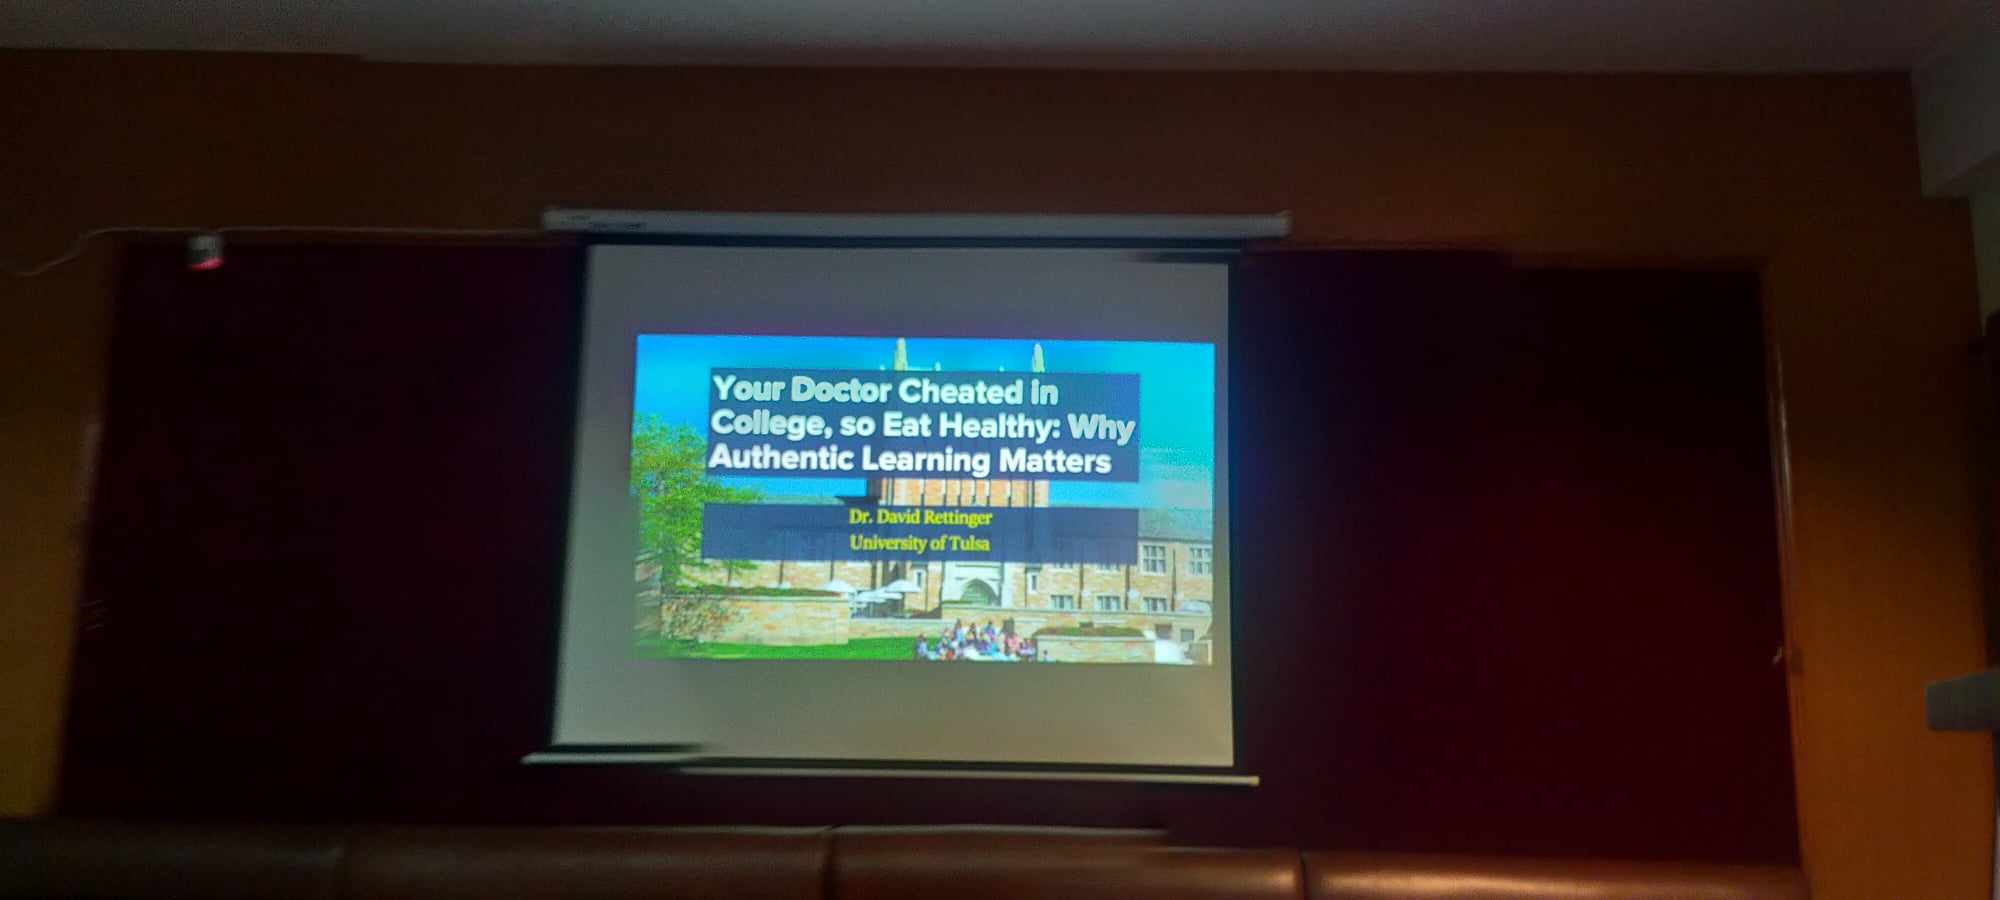 Your Doctor Cheated in
College, so Eat Healthy: Why
Authentic Learning Matters
Dr. David Rettinger
University of Tulsa